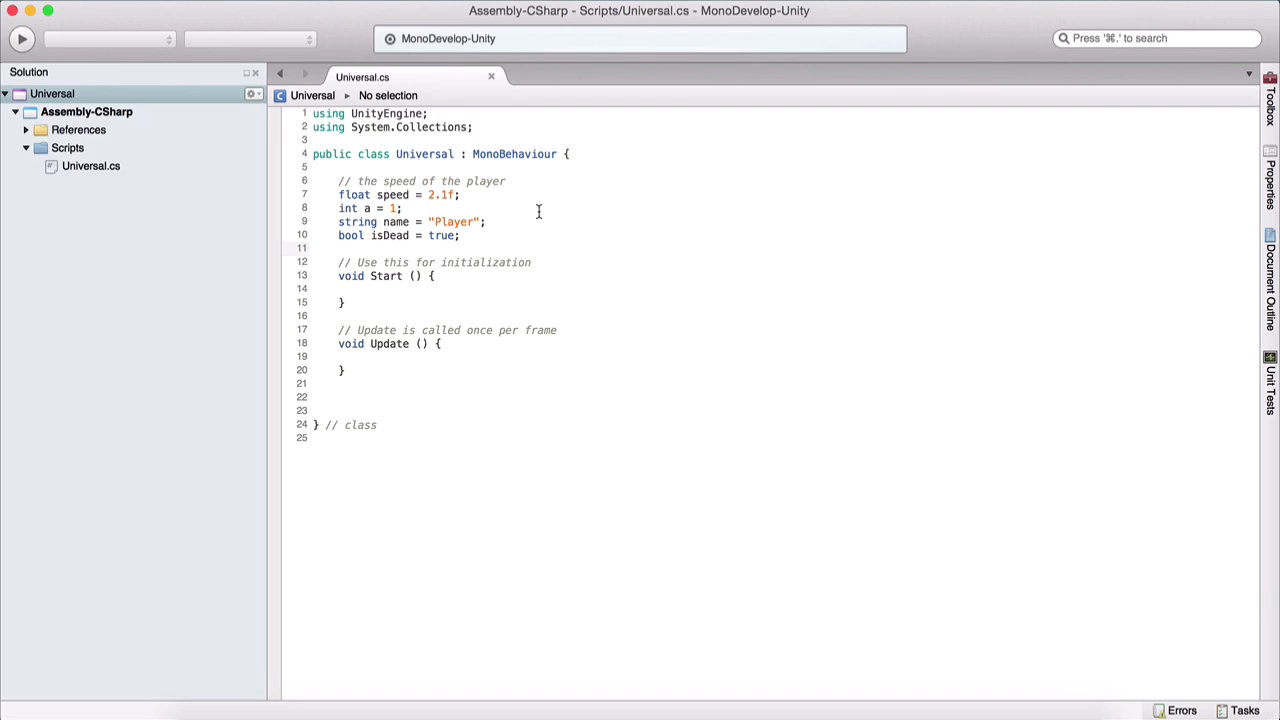 Assembly-CSharp - Scripts/Universal.cs - MonoDevelop-Unity
MonoDevelop-Unity
Press '⌘.' to search
Solution
Universal
Assembly-CSharp
References
Scripts
Universal.cs
Universal.cs
Universal ▸ No selection
1 using UnityEngine;
2 using System.Collections;
3
4 public class Universal : MonoBehaviour {
5
6 // the speed of the player
7 float speed = 2.1f;
8 int a = 1;
9 string name = "Player";
10 bool isDead = true;
11
12 // Use this for initialization
13 void Start () {
14
15 }
16
17 // Update is called once per frame
18 void Update () {
19
20 }
21
22
23
24 } // class
25
Toolbox
Properties
Document Outline
Unit Tests
Errors
Tasks